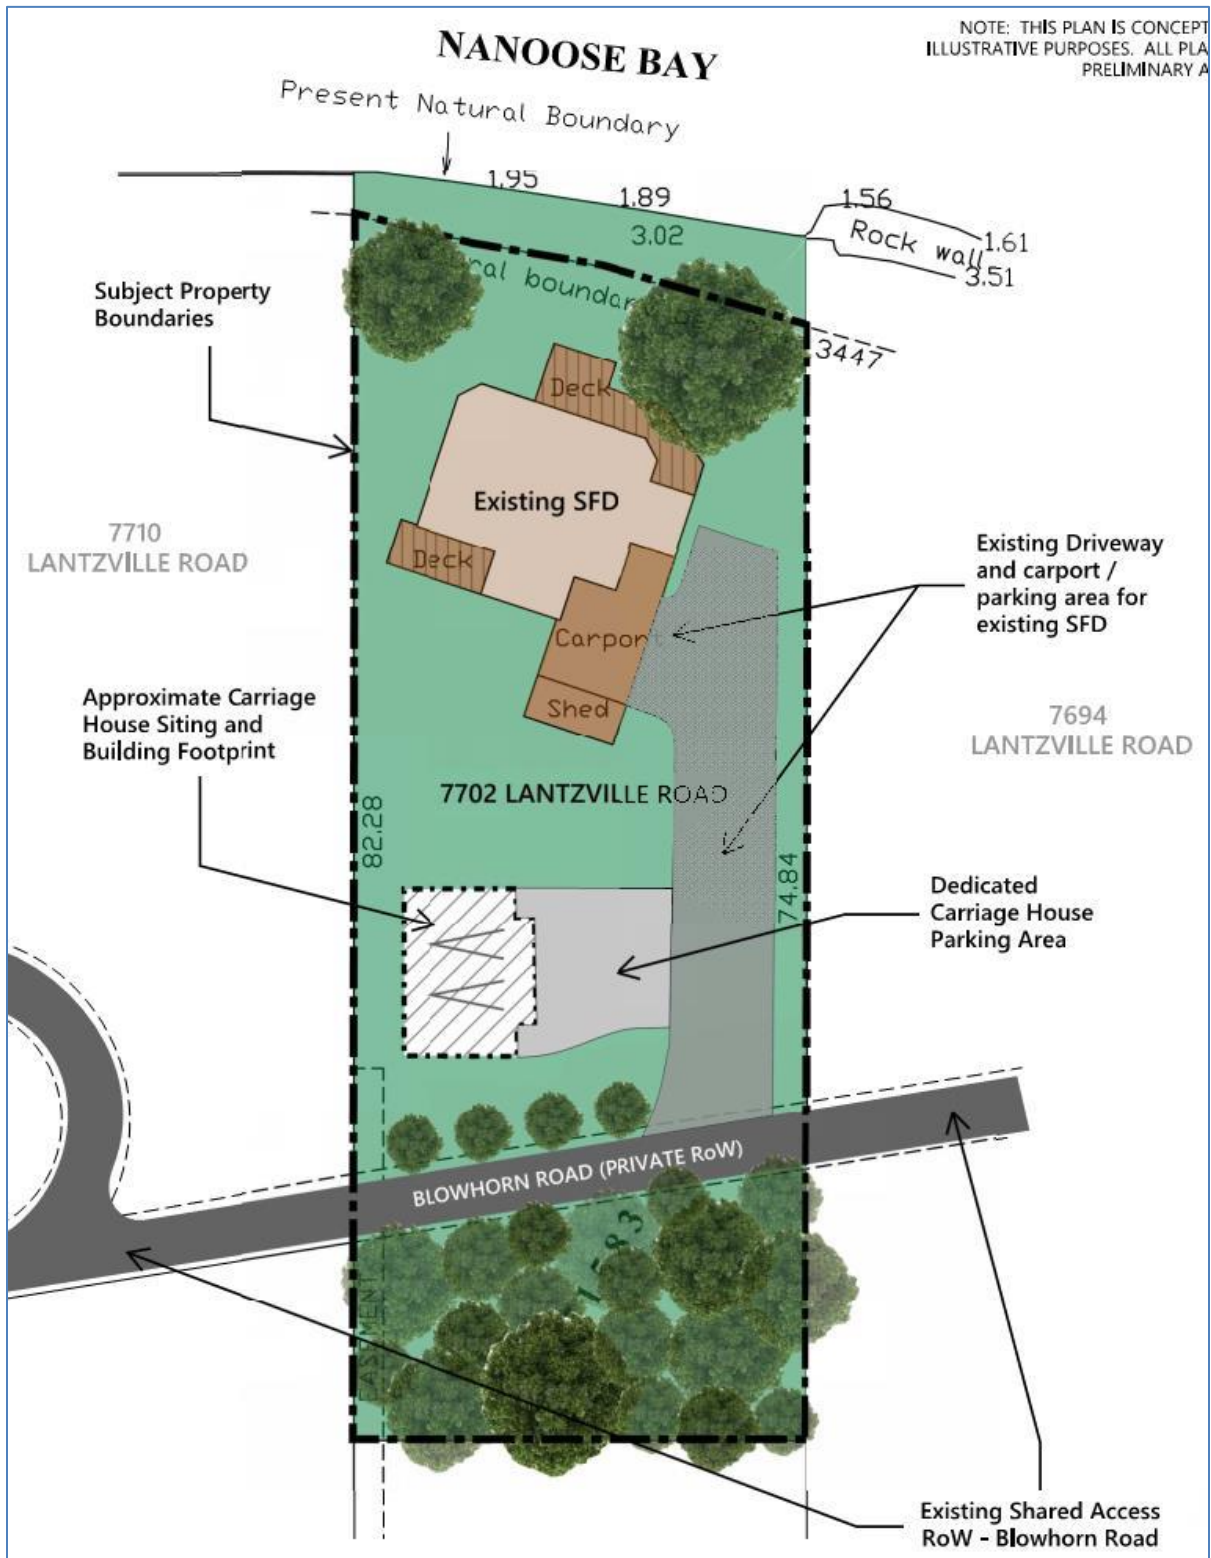 NOTE: THIS PLAN IS CONCEPT
ILLUSTRATIVE PURPOSES. ALL PLA
PRELIMINARY A
NANOOSE BAY
Present Natural Boundary
1.95
1.89
3.02
1.56
1.61
Rock wall
3.51
ral boundar
3447
Subject Property
Boundaries
Deck
Existing SFD
Deck
7710
LANTZVILLE ROAD
Existing Driveway
and carport /
parking area for
existing SFD
Carport
Shed
Approximate Carriage
House Siting and
Building Footprint
7694
LANTZVILLE ROAD
7702 LANTZVILLE ROAD
82.28
74.84
Dedicated
Carriage House
Parking Area
BLOWHORN ROAD (PRIVATE RoW)
1583
EASEMENT
Existing Shared Access
RoW - Blowhorn Road